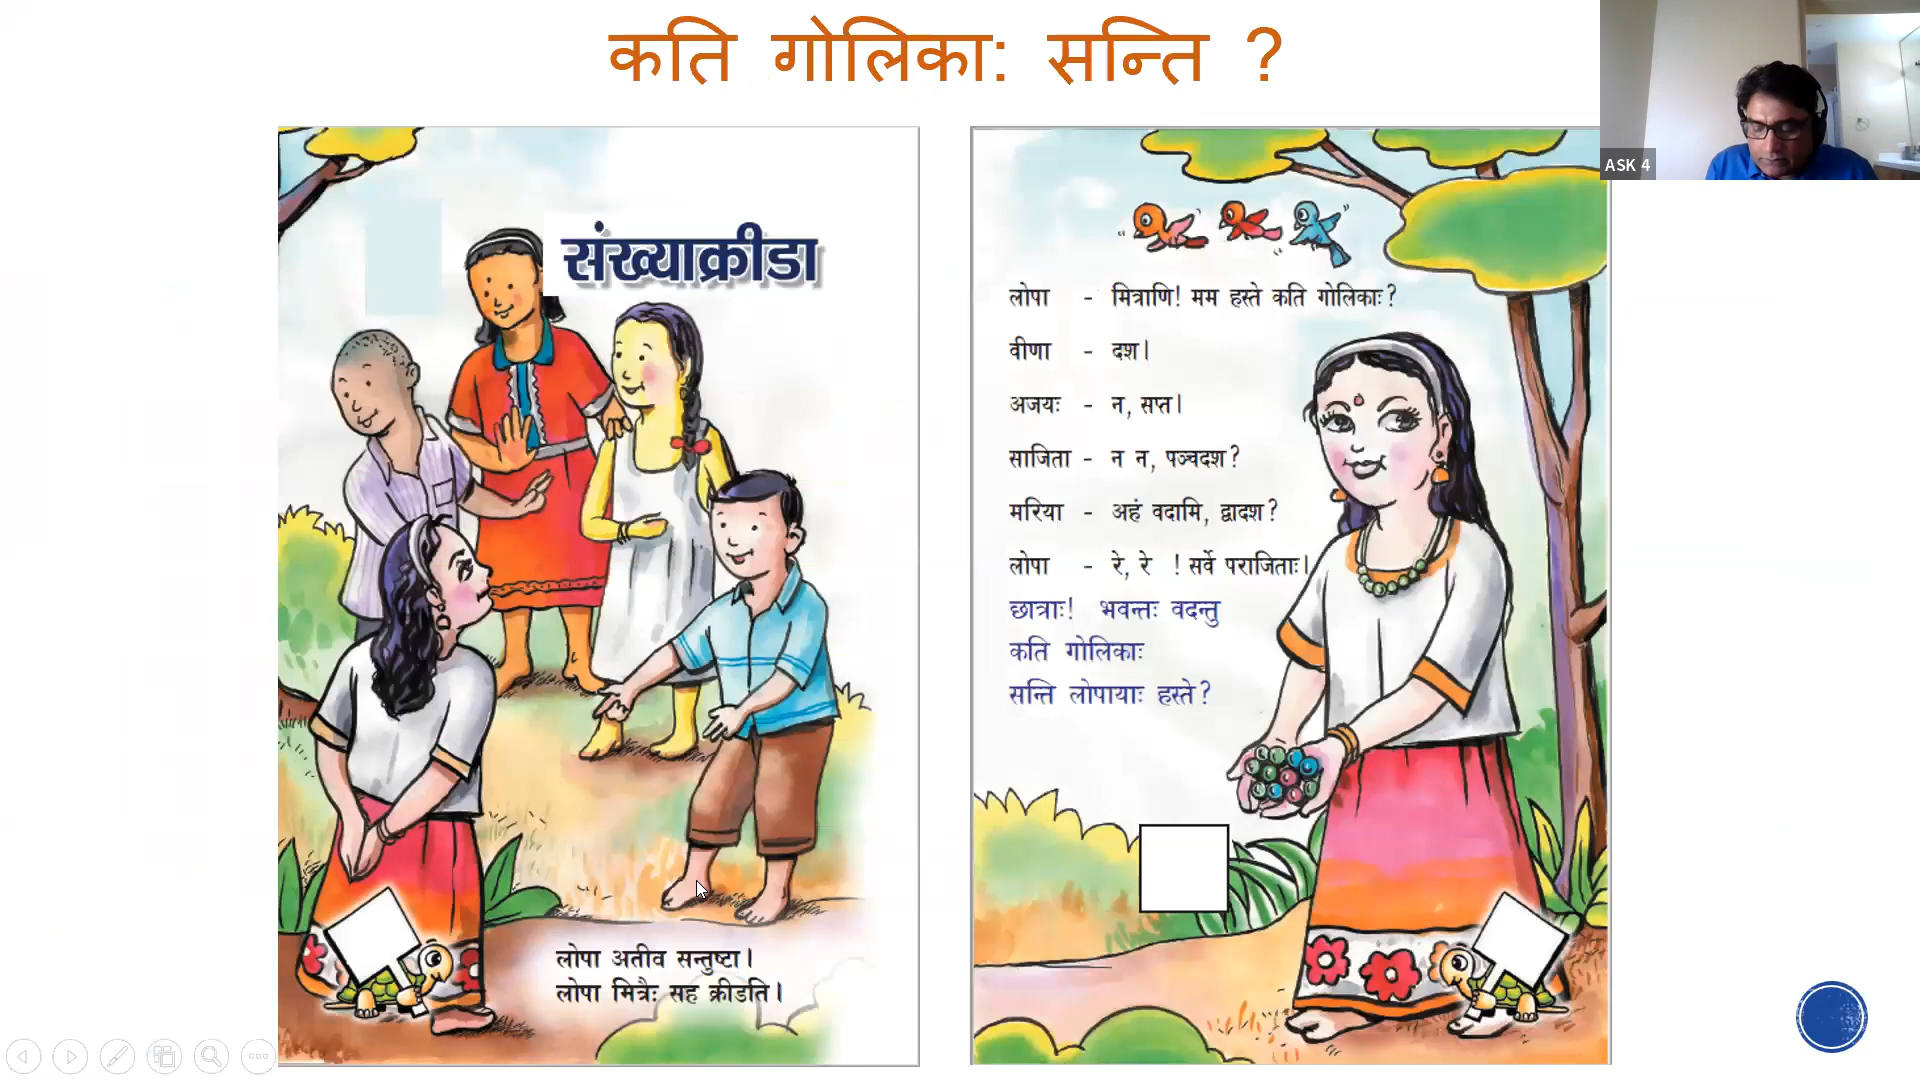 कति गोलिका: सन्ति ?
ASK 4
संख्याक्रीडा
लोपा अतीव सन्तुष्टा।
लोपा मित्रैः सह क्रीडति।
लोपा - मित्राणि! मम हस्ते कति गोलिकाः?
वीणा - दश।
अजयः - न, सप्त।
साजिता - न न, पञ्चदश?
मरिया - अहं वदामि, द्वादश?
लोपा - रे, रे ! सर्वे पराजिताः।
छात्राः! भवन्तः वदन्तु
कति गोलिकाः
सन्ति लोपायाः हस्ते?